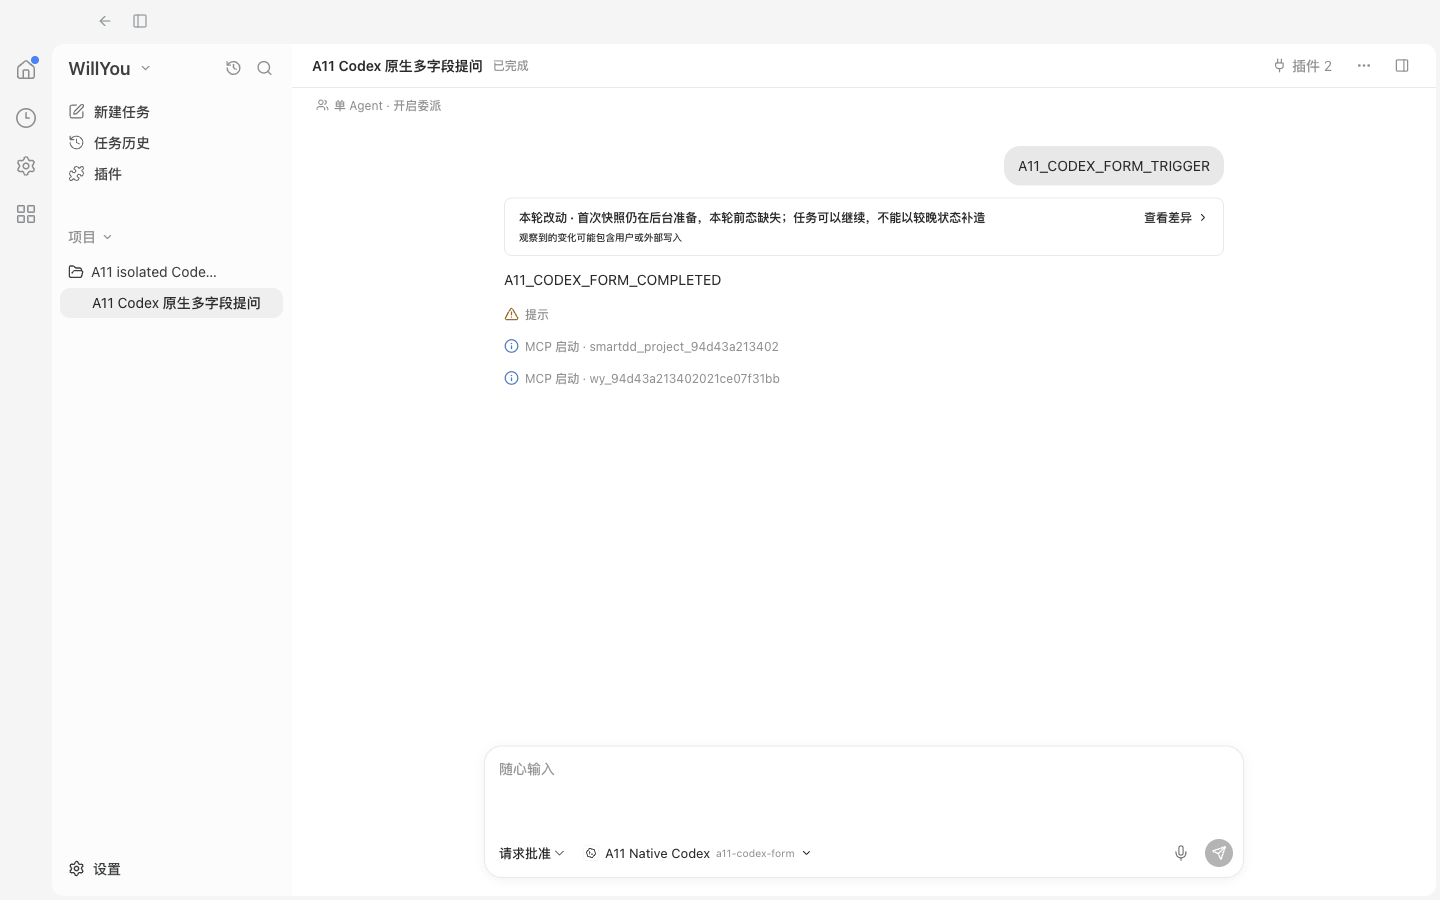 WillYou
新建任务
任务历史
插件
项目
A11 isolated Code...
A11 Codex 原生多字段提问
设置
A11 Codex 原生多字段提问 已完成
插件 2
单 Agent · 开启委派
A11_CODEX_FORM_TRIGGER
本轮改动 · 首次快照仍在后台准备，本轮前态缺失；任务可以继续，不能以较晚状态补造
查看差异
观察到的变化可能包含用户或外部写入
A11_CODEX_FORM_COMPLETED
提示
MCP 启动 · smartdd_project_94d43a213402
MCP 启动 · wy_94d43a213402021ce07f31bb
随心输入
请求批准
A11 Native Codex a11-codex-form